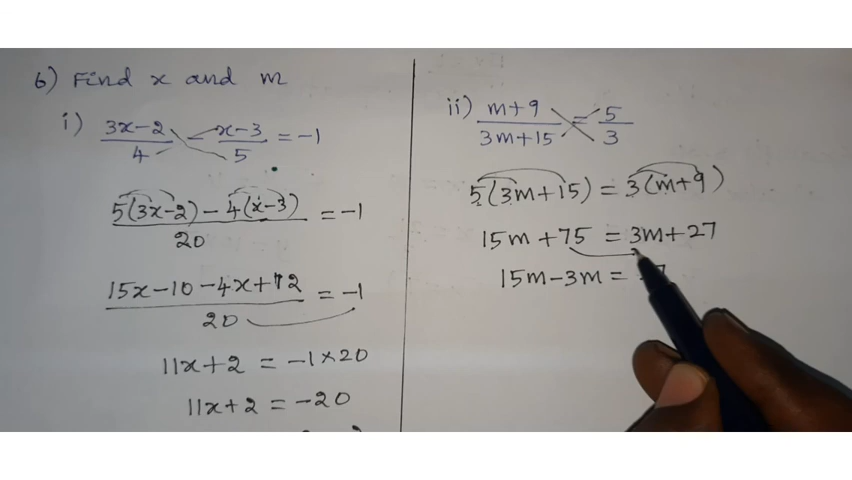 6) Find x and m
i) (3x-2)/4 - (x-3)/5 = -1
(5(3x-2) - 4(x-3))/20 = -1
(15x-10-4x+12)/20 = -1
11x+2 = -1×20
11x+2 = -20
ii) (m+9)/(3m+15) = 5/3
5(3m+15) = 3(m+9)
15m+75 = 3m+27
15m-3m =